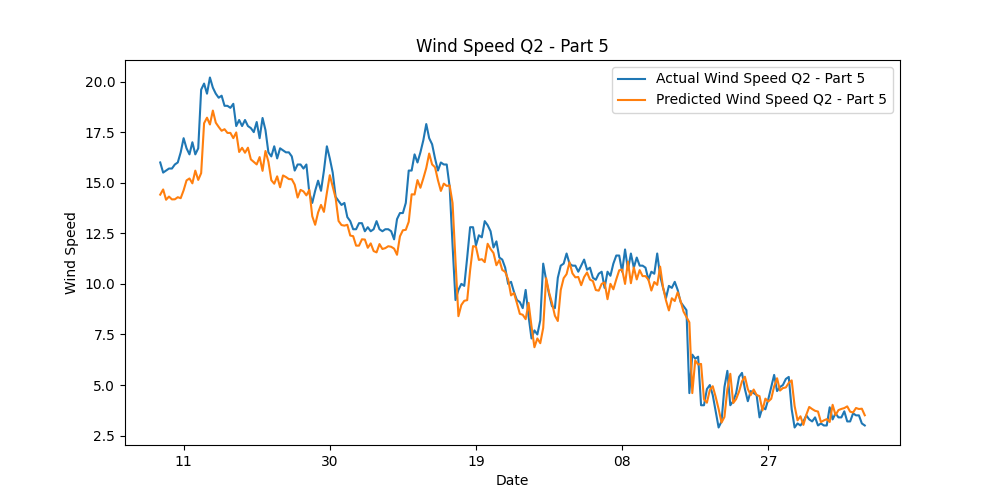 Wind Speed Q2 - Part 5
Actual Wind Speed Q2 - Part 5
Predicted Wind Speed Q2 - Part 5
Wind Speed
20.0
17.5
15.0
12.5
10.0
7.5
5.0
2.5
11 30 19 08 27
Date